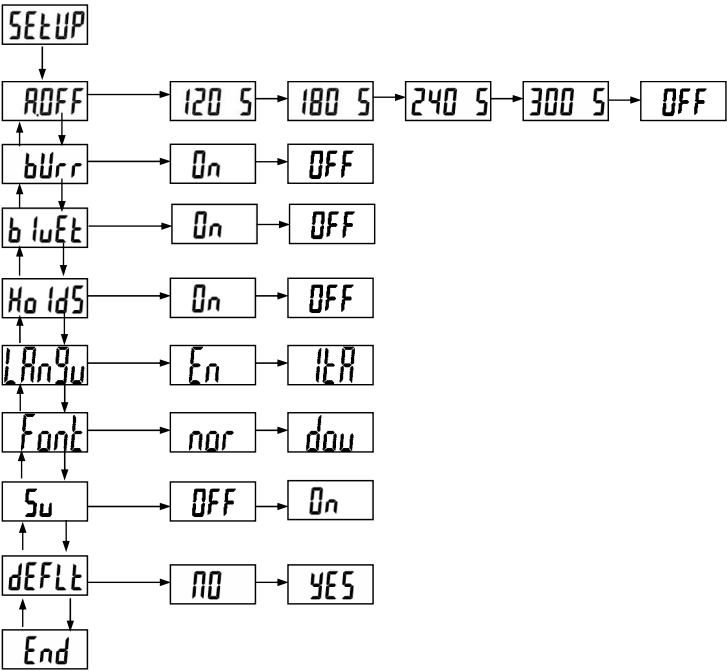 SEtUP
A.OFF 120 S 180 S 240 S 300 S OFF
bUrr On OFF
bluEt On OFF
HoldS On OFF
LAngu En ItA
Font nor dou
Su OFF On
dEFLt NO YES
End